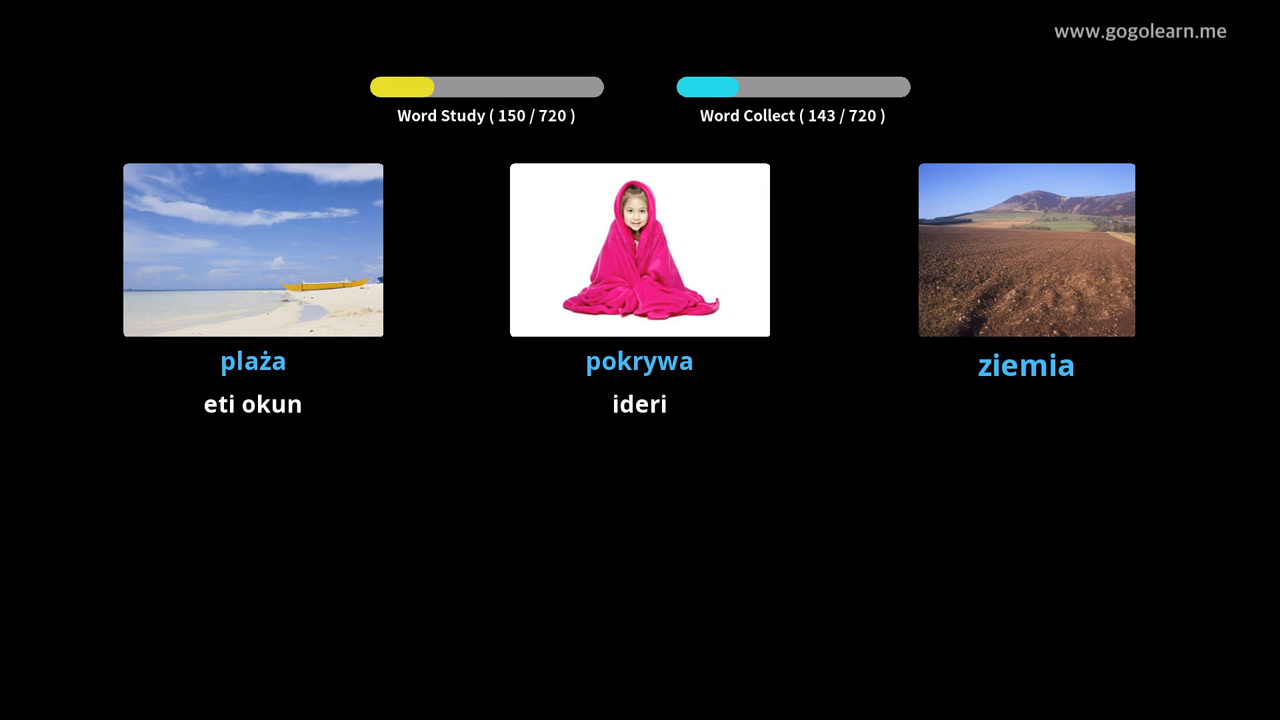 www.gogolearn.me
Word Study ( 150 / 720 )
Word Collect ( 143 / 720 )
plaża
pokrywa
ziemia
eti okun
ideri